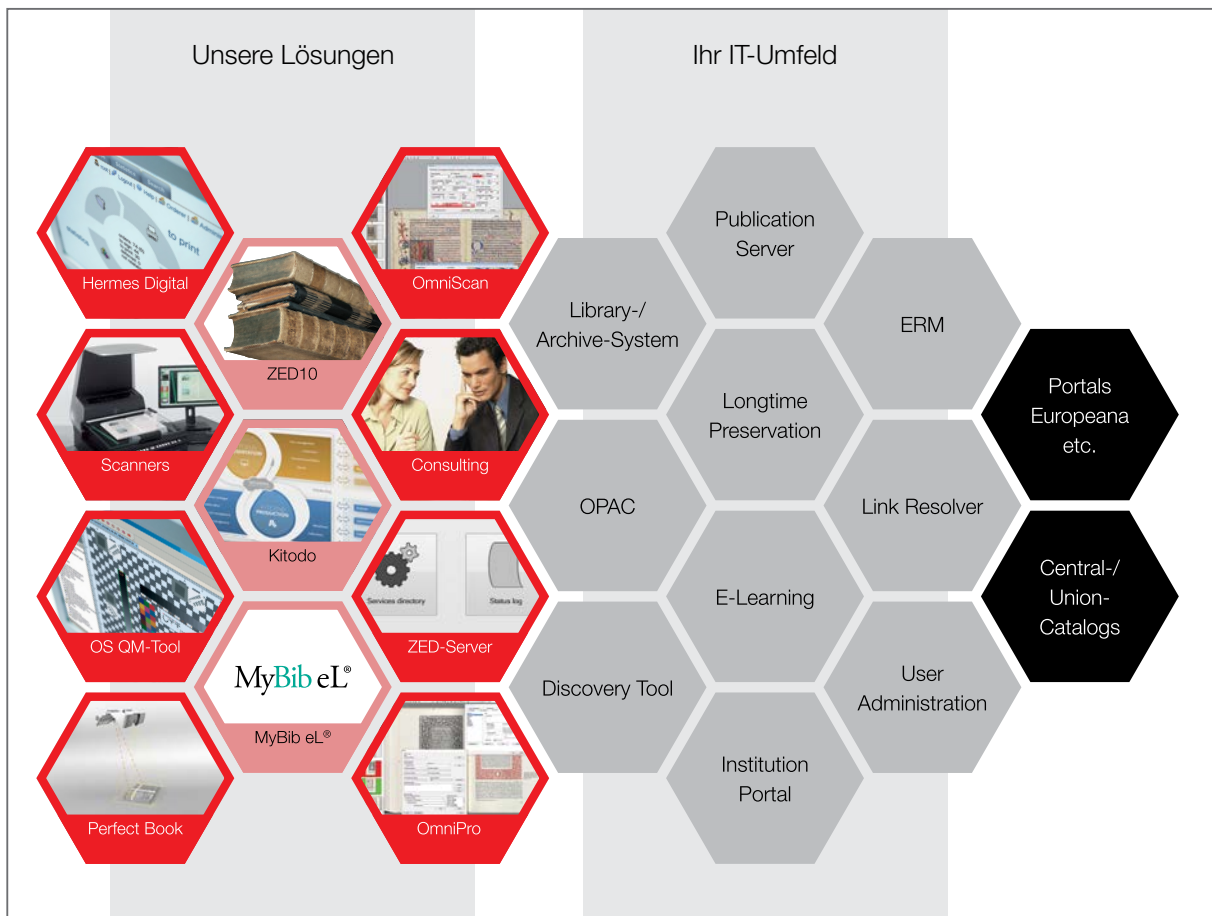 Unsere Lösungen
Ihr IT-Umfeld
Hermes Digital
to print
OmniScan
ZED10
Scanners
Consulting
Kitodo
PRODUCTION
OS QM-Tool
Services directory
Status log
ZED-Server
MyBib eL®
MyBib eL®
Perfect Book
OmniPro
Publication
Server
Library-/
Archive-System
ERM
Longtime
Preservation
Portals
Europeana
etc.
OPAC
Link Resolver
E-Learning
Central-/
Union-
Catalogs
Discovery Tool
User
Administration
Institution
Portal